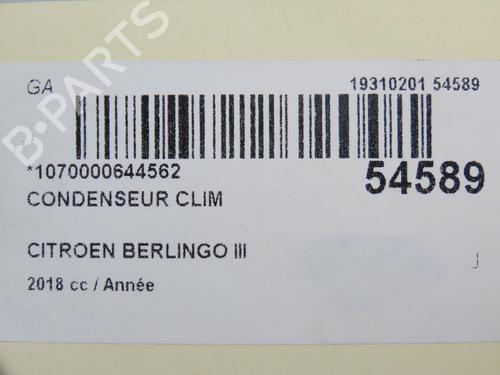 GA 19310201 54589
*1070000644562 54589
CONDENSEUR CLIM
CITROEN BERLINGO III
2018 cc / Année
B-PARTS